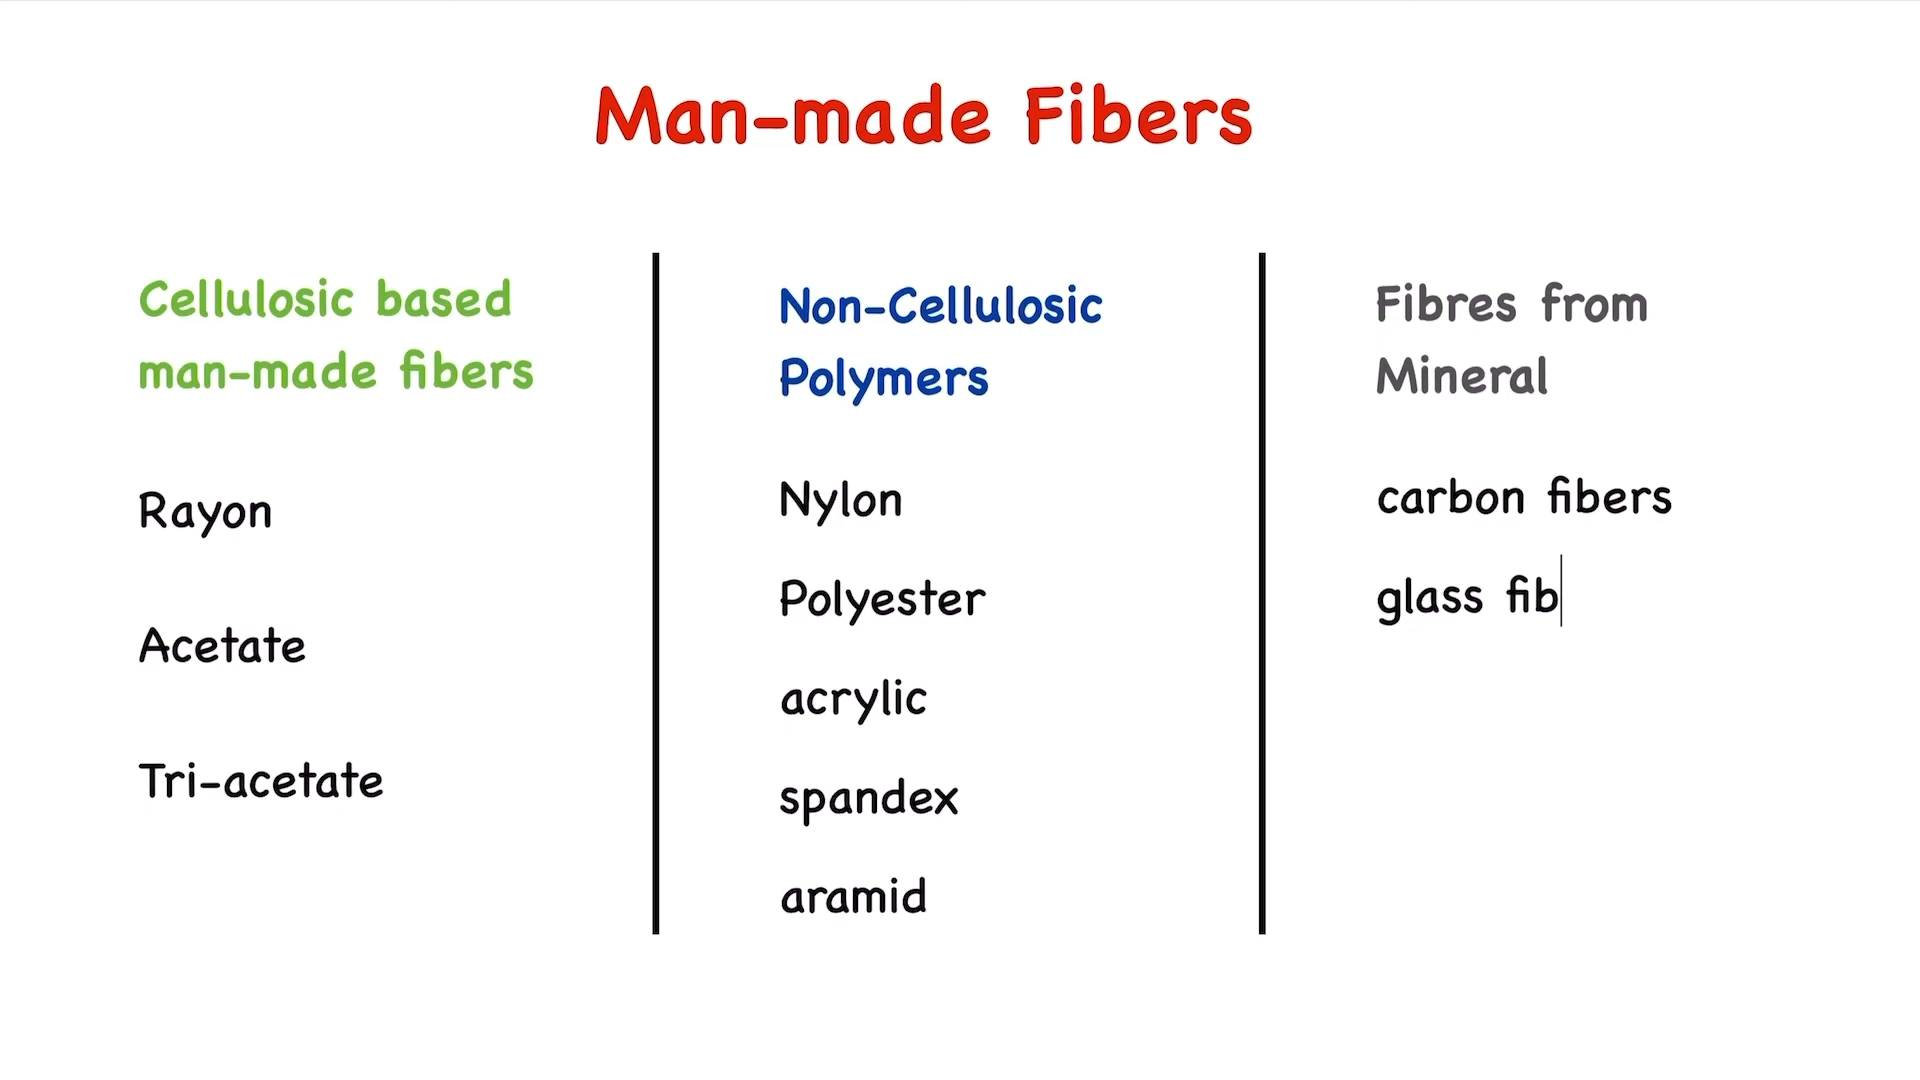 Man-made Fibers
Cellulosic based
man-made fibers
Rayon
Acetate
Tri-acetate
Non-Cellulosic
Polymers
Nylon
Polyester
acrylic
spandex
aramid
Fibres from
Mineral
carbon fibers
glass fib